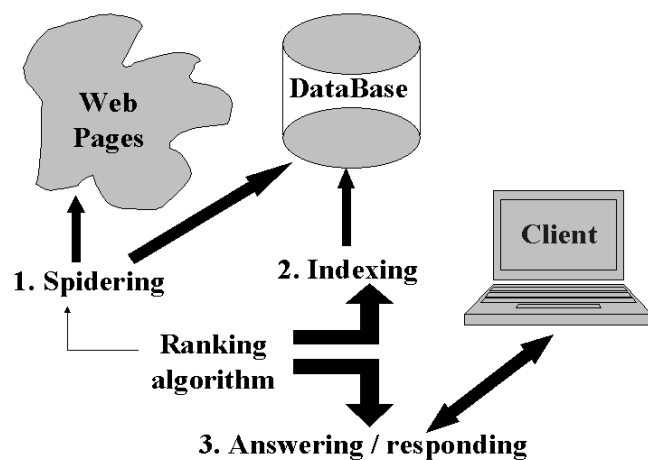 Web
Pages
DataBase
Client
1. Spidering
2. Indexing
Ranking
algorithm
3. Answering / responding